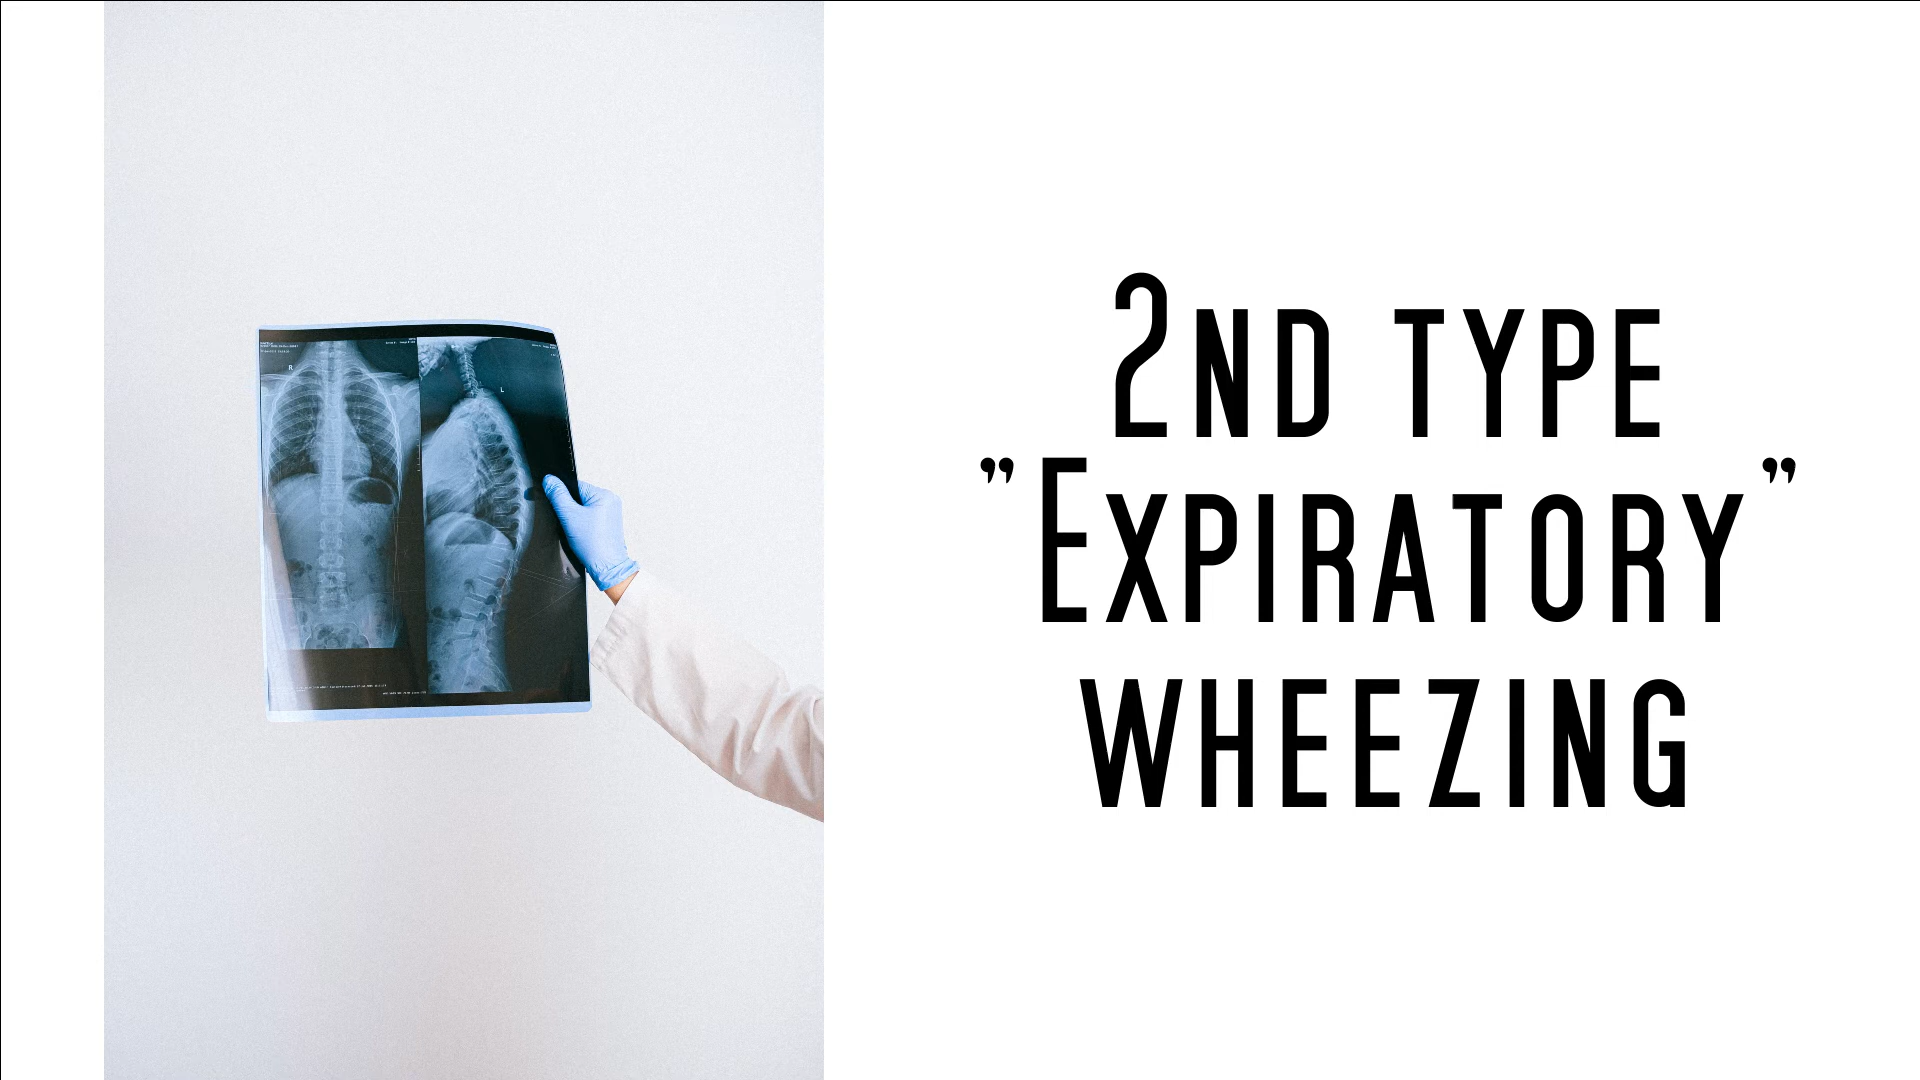 R
L
2nd type
"Expiratory"
wheezing